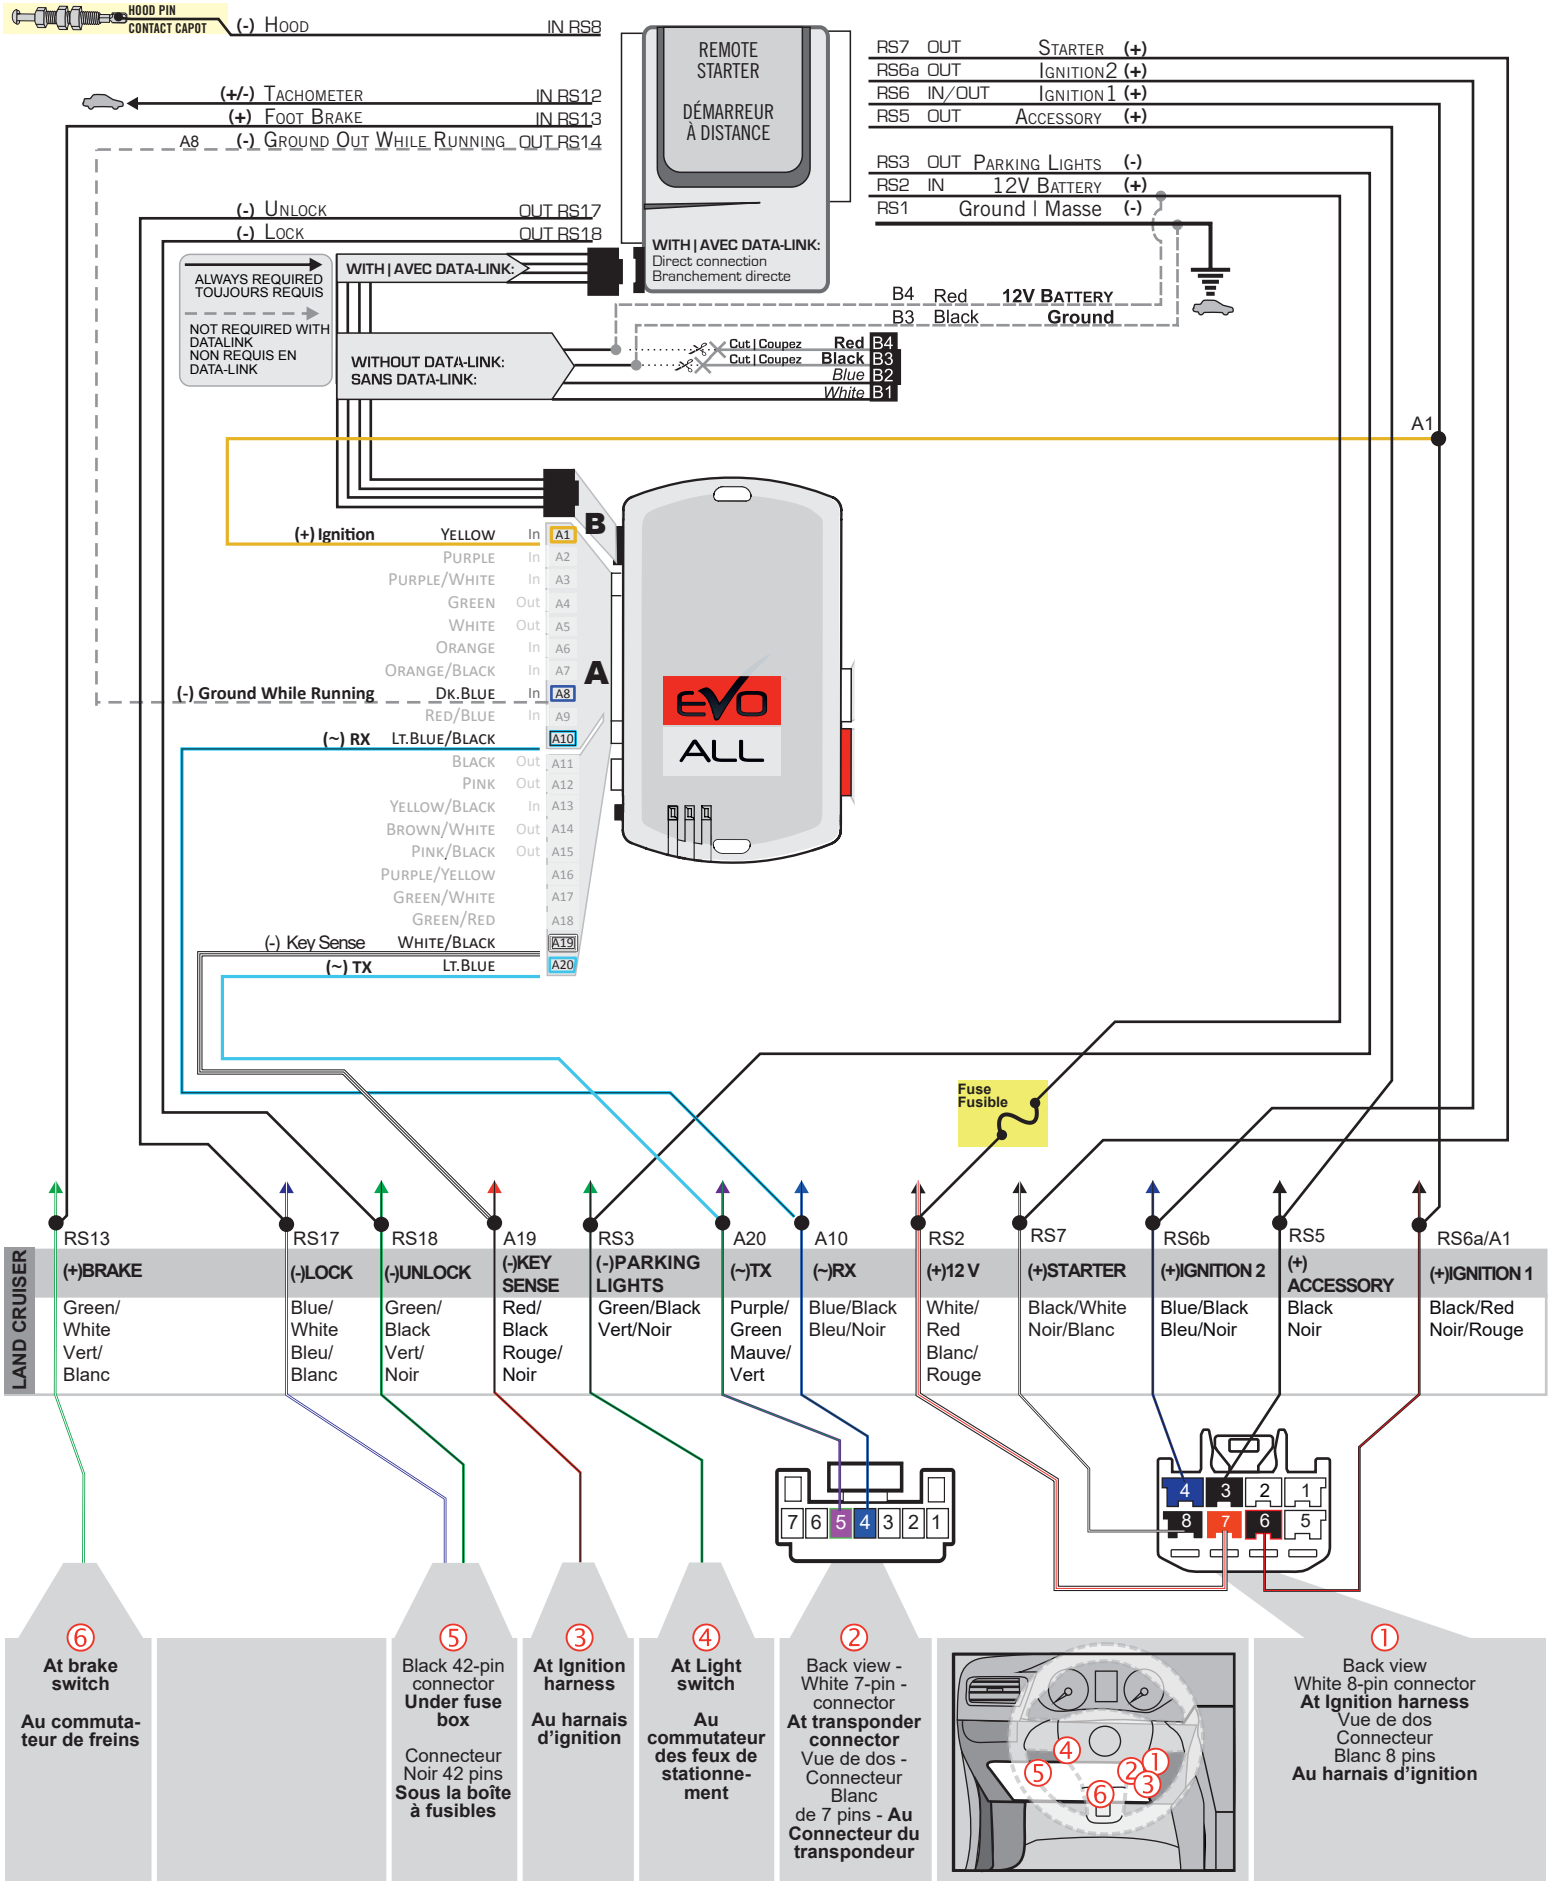 HOOD PIN
CONTACT CAPOT
(-) HOOD IN RS8
(+/-) TACHOMETER IN RS12
(+) FOOT BRAKE IN RS13
A8 (-) GROUND OUT WHILE RUNNING OUT RS14
(-) UNLOCK OUT RS17
(-) LOCK OUT RS18
REMOTE
STARTER
DÉMARREUR
À DISTANCE
WITH | AVEC DATA-LINK:
Direct connection
Branchement directe
RS7 OUT STARTER (+)
RS6a OUT IGNITION2 (+)
RS6 IN/OUT IGNITION1 (+)
RS5 OUT ACCESSORY (+)
RS3 OUT PARKING LIGHTS (-)
RS2 IN 12V BATTERY (+)
RS1 Ground | Masse (-)
ALWAYS REQUIRED
TOUJOURS REQUIS
NOT REQUIRED WITH
DATALINK
NON REQUIS EN
DATA-LINK
WITH | AVEC DATA-LINK:
WITHOUT DATA-LINK:
SANS DATA-LINK:
B4 Red 12V BATTERY
B3 Black Ground
Cut | Coupez Red B4
Cut | Coupez Black B3
Blue B2
White B1
A1
B
A
(+) Ignition YELLOW In A1
PURPLE In A2
PURPLE/WHITE In A3
GREEN Out A4
WHITE Out A5
ORANGE In A6
ORANGE/BLACK In A7
(-) Ground While Running DK.BLUE In A8
RED/BLUE In A9
(~) RX LT.BLUE/BLACK A10
BLACK Out A11
PINK Out A12
YELLOW/BLACK In A13
BROWN/WHITE Out A14
PINK/BLACK Out A15
PURPLE/YELLOW A16
GREEN/WHITE A17
GREEN/RED A18
(-) Key Sense WHITE/BLACK A19
(~) TX LT.BLUE A20
EVO
ALL
Fuse
Fusible
LAND CRUISER
RS13
(+)BRAKE
Green/
White
Vert/
Blanc
RS17
(-)LOCK
Blue/
White
Bleu/
Blanc
RS18
(-)UNLOCK
Green/
Black
Vert/
Noir
A19
(-)KEY
SENSE
Red/
Black
Rouge/
Noir
RS3
(-)PARKING
LIGHTS
Green/Black
Vert/Noir
A20
(~)TX
Purple/
Green
Mauve/
Vert
A10
(~)RX
Blue/Black
Bleu/Noir
RS2
(+)12 V
White/
Red
Blanc/
Rouge
RS7
(+)STARTER
Black/White
Noir/Blanc
RS6b
(+)IGNITION 2
Blue/Black
Bleu/Noir
RS5
(+)
ACCESSORY
Black
Noir
RS6a/A1
(+)IGNITION 1
Black/Red
Noir/Rouge
7 6 5 4 3 2 1
4 3 2 1
8 7 6 5
⑥
At brake
switch
Au commuta-
teur de freins
⑤
Black 42-pin
connector
Under fuse
box
Connecteur
Noir 42 pins
Sous la boîte
à fusibles
③
At Ignition
harness
Au harnais
d'ignition
④
At Light
switch
Au
commutateur
des feux de
stationne-
ment
②
Back view -
White 7-pin -
connector
At transponder
connector
Vue de dos -
Connecteur
Blanc
de 7 pins - Au
Connecteur du
transpondeur
④ ① ② ⑤ ③ ⑥
①
Back view
White 8-pin connector
At Ignition harness
Vue de dos
Connecteur
Blanc 8 pins
Au harnais d'ignition